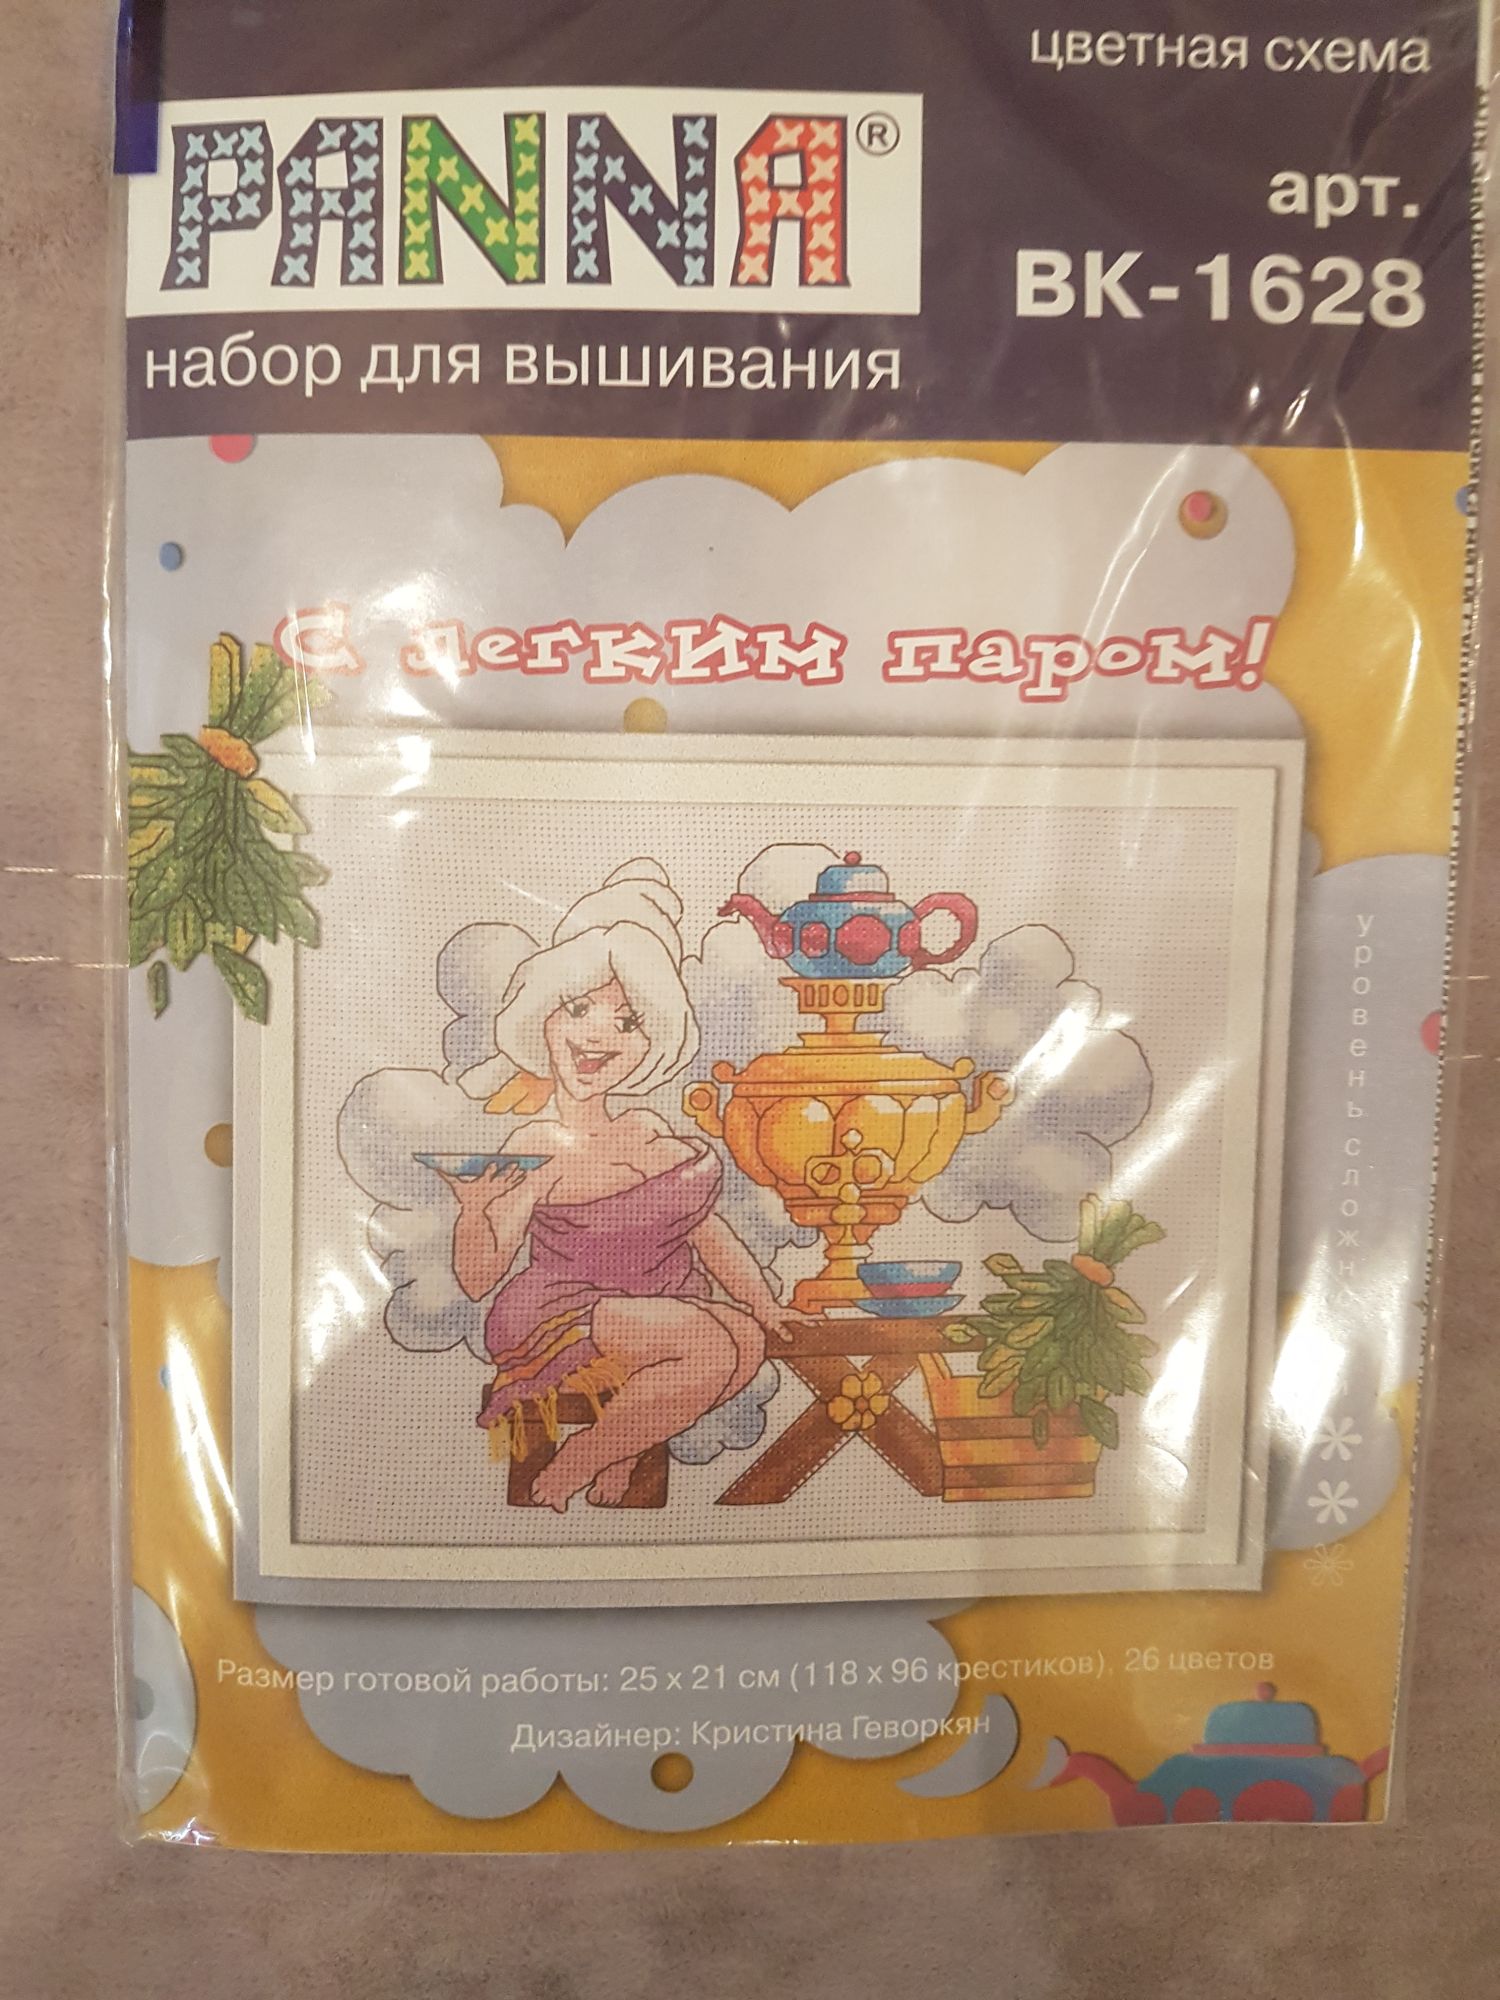 цветная схема
PANNA®
арт.
ВК-1628
набор для вышивания
С легким паром!
уровень сложн
Размер готовой работы: 25 x 21 см (118 x 96 крестиков), 26 цветов
Дизайнер: Кристина Геворкян